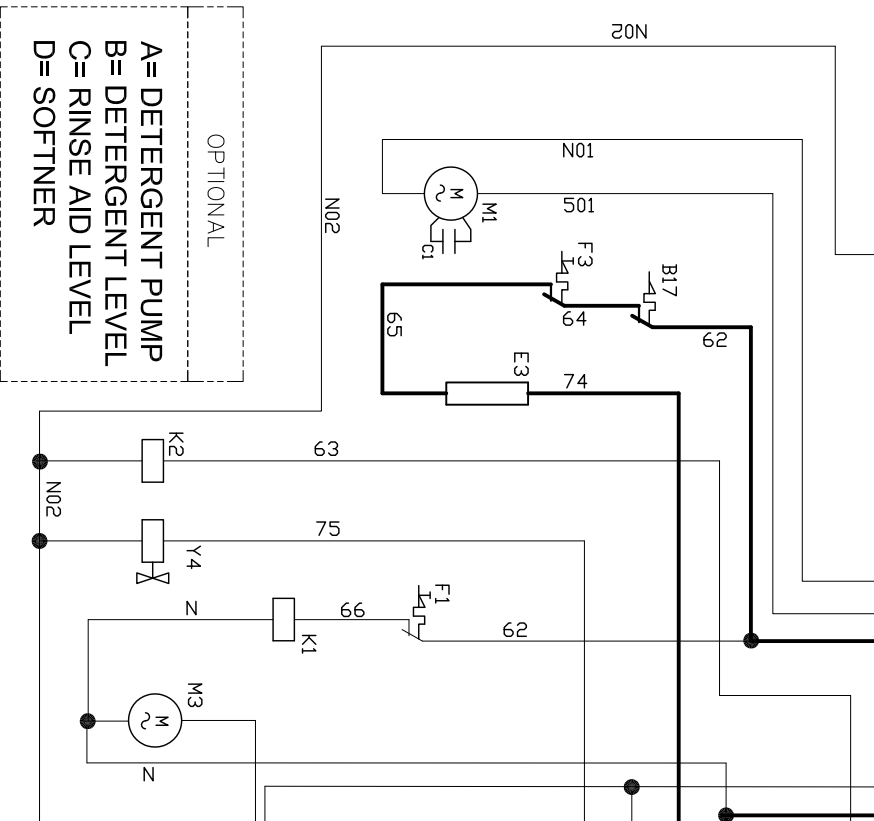 OPTIONAL
A= DETERGENT PUMP
B= DETERGENT LEVEL
C= RINSE AID LEVEL
D= SOFTNER
N02
N02
N01
M
M1
501
C1
F3
B17
64
62
65
E3
74
K2
63
N02
75
Y4
F1
N
66
62
K1
M3
M
N